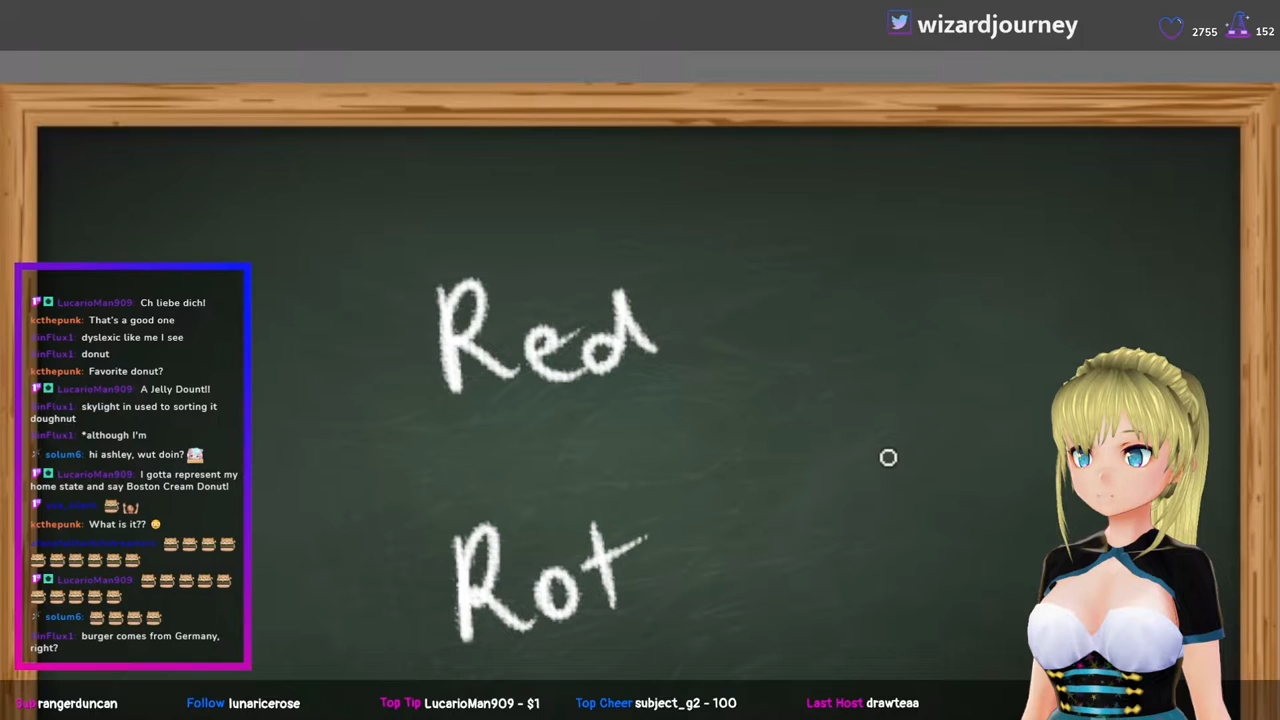 wizardjourney
2755
152
Red
Rot
LucarioMan909: Ch liebe dich!
kcthepunk: That's a good one
dyslexic like me I see
donut
kcthepunk: Favorite donut?
LucarioMan909: A Jelly Dount!!
skylight in used to sorting it
doughnut
*although I'm
solum6: hi ashley, wut doin?
LucarioMan909: I gotta represent my
home state and say Boston Cream Donut!
kcthepunk: What is it??
LucarioMan909
solum6:
burger comes from Germany,
right?
Sub rangerduncan
Follow lunaricerose
Top Tip LucarioMan909 - $1
Top Cheer subject_g2 - 100
Last Host drawteaa